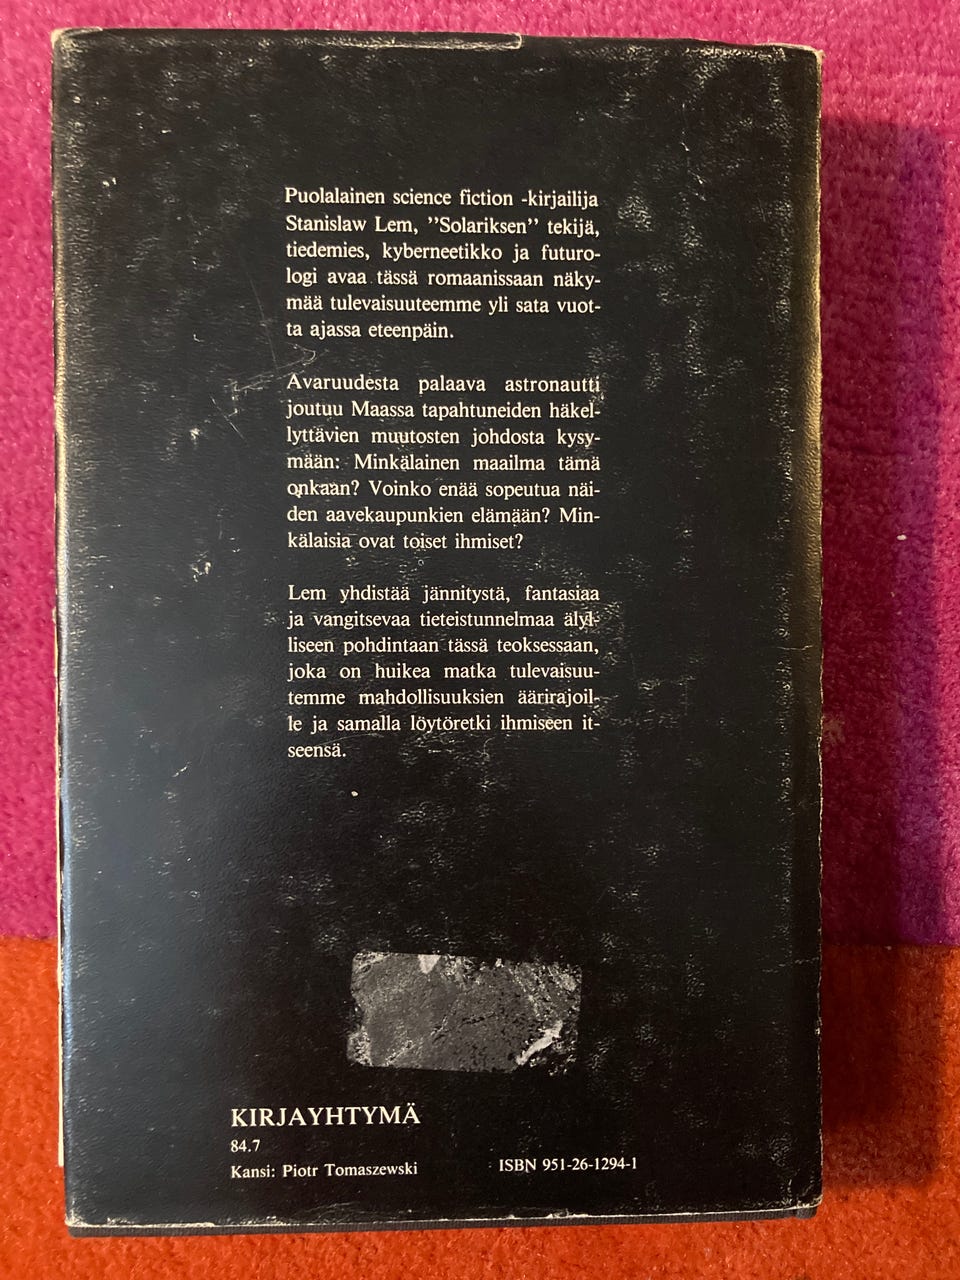 Puolalainen science fiction -kirjailija
Stanislaw Lem, ”Solariksen” tekijä,
tiedemies, kyberneetikko ja futuro-
logi avaa tässä romaanissaan näky-
mää tulevaisuuteemme yli sata vuot-
ta ajassa eteenpäin.
Avaruudesta palaava astronautti
joutuu Maassa tapahtuneiden häkel-
lyttävien muutosten johdosta kysy-
mään: Minkälainen maailma tämä
onkaan? Voinko enää sopeutua näi-
den aavekaupunkien elämään? Min-
kälaisia ovat toiset ihmiset?
Lem yhdistää jännitystä, fantasiaa
ja vangitsevaa tieteistunnelmaa älyl-
liseen pohdintaan tässä teoksessaan,
joka on huikea matka tulevaisuu-
temme mahdollisuuksien äärirajoil-
le ja samalla löytöretki ihmiseen it-
seensä.
KIRJAYHTYMÄ
84.7
Kansi: Piotr Tomaszewski
ISBN 951-26-1294-1